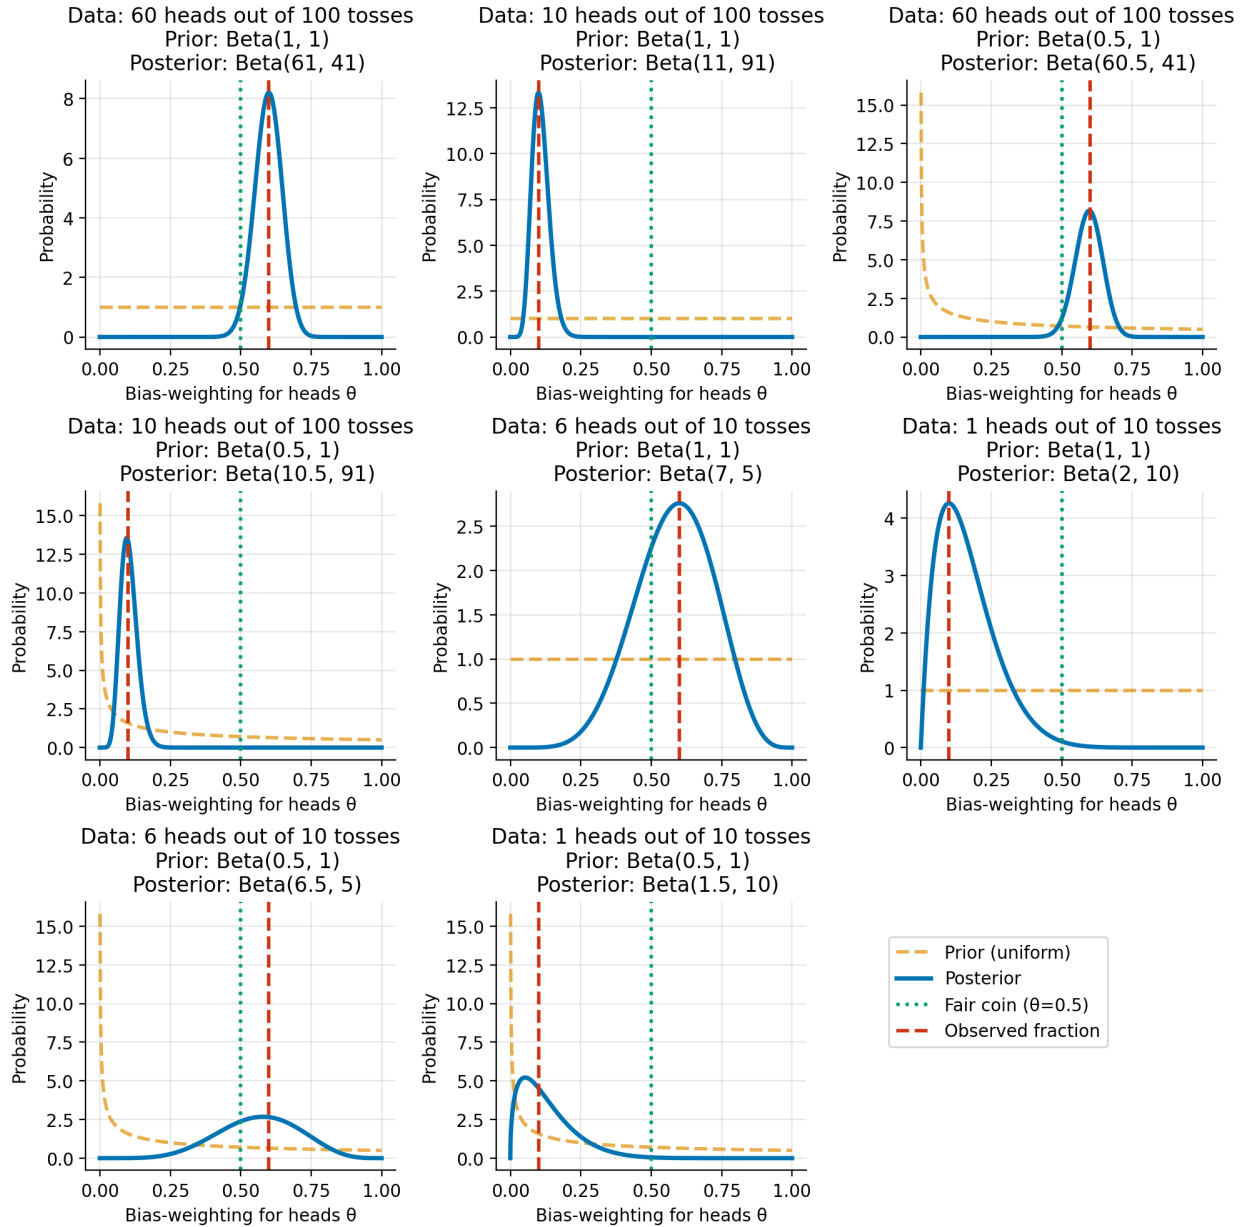 Data: 60 heads out of 100 tosses
Prior: Beta(1, 1)
Posterior: Beta(61, 41)
8
6
4
2
0
Probability
0.00 0.25 0.50 0.75 1.00
Bias-weighting for heads θ
Data: 10 heads out of 100 tosses
Prior: Beta(1, 1)
Posterior: Beta(11, 91)
12.5
10.0
7.5
5.0
2.5
0.0
Probability
0.00 0.25 0.50 0.75 1.00
Bias-weighting for heads θ
Data: 60 heads out of 100 tosses
Prior: Beta(0.5, 1)
Posterior: Beta(60.5, 41)
15.0
12.5
10.0
7.5
5.0
2.5
0.0
Probability
0.00 0.25 0.50 0.75 1.00
Bias-weighting for heads θ
Data: 10 heads out of 100 tosses
Prior: Beta(0.5, 1)
Posterior: Beta(10.5, 91)
15.0
12.5
10.0
7.5
5.0
2.5
0.0
Probability
0.00 0.25 0.50 0.75 1.00
Bias-weighting for heads θ
Data: 6 heads out of 10 tosses
Prior: Beta(1, 1)
Posterior: Beta(7, 5)
2.5
2.0
1.5
1.0
0.5
0.0
Probability
0.00 0.25 0.50 0.75 1.00
Bias-weighting for heads θ
Data: 1 heads out of 10 tosses
Prior: Beta(1, 1)
Posterior: Beta(2, 10)
4
3
2
1
0
Probability
0.00 0.25 0.50 0.75 1.00
Bias-weighting for heads θ
Data: 6 heads out of 10 tosses
Prior: Beta(0.5, 1)
Posterior: Beta(6.5, 5)
15.0
12.5
10.0
7.5
5.0
2.5
0.0
Probability
0.00 0.25 0.50 0.75 1.00
Bias-weighting for heads θ
Data: 1 heads out of 10 tosses
Prior: Beta(0.5, 1)
Posterior: Beta(1.5, 10)
15.0
12.5
10.0
7.5
5.0
2.5
0.0
Probability
0.00 0.25 0.50 0.75 1.00
Bias-weighting for heads θ
Prior (uniform)
Posterior
Fair coin (θ=0.5)
Observed fraction